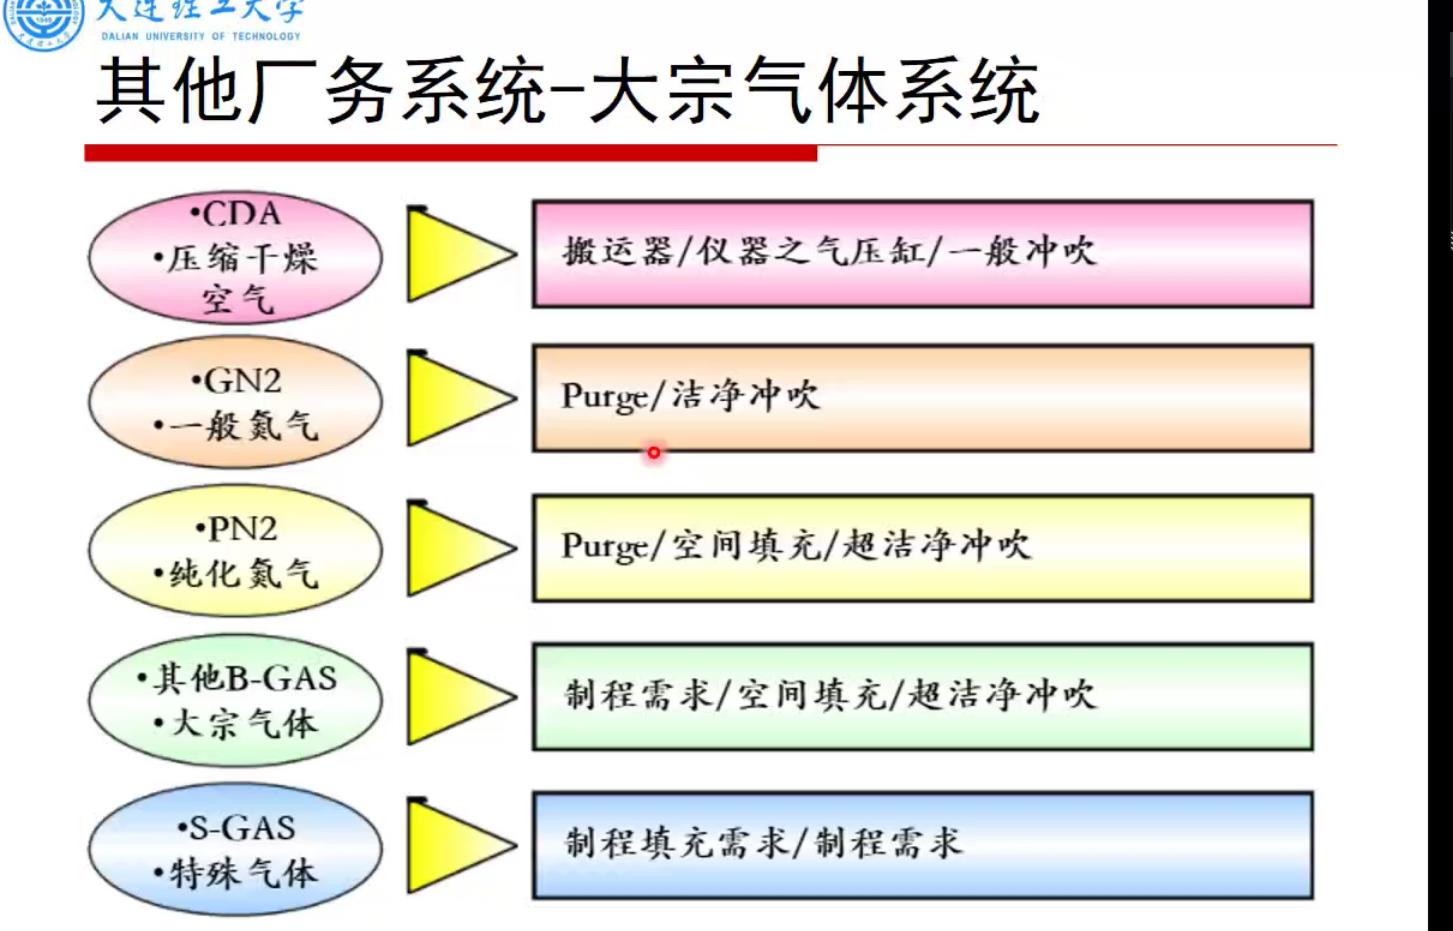 大连理工大学
DALIAN UNIVERSITY OF TECHNOLOGY
其他厂务系统-大宗气体系统
•CDA
•压缩干燥
空气
搬运器/仪器之气压缸/一般冲吹
•GN2
•一般氮气
Purge/洁净冲吹
•PN2
•纯化氮气
Purge/空间填充/超洁净冲吹
•其他B-GAS
•大宗气体
制程需求/空间填充/超洁净冲吹
•S-GAS
•特殊气体
制程填充需求/制程需求